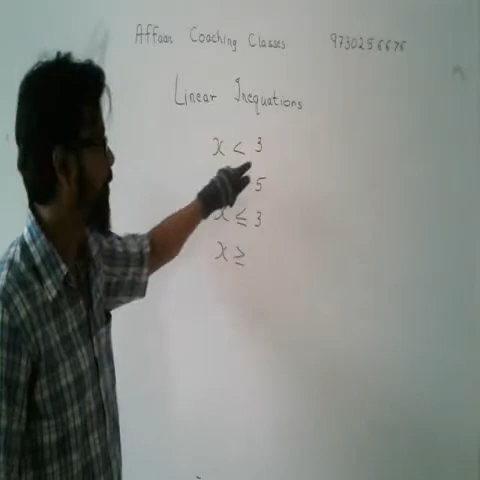 Affaan Coaching Classes 9730256676
Linear Inequations
x < 3
5
x ≤ 3
x ≥